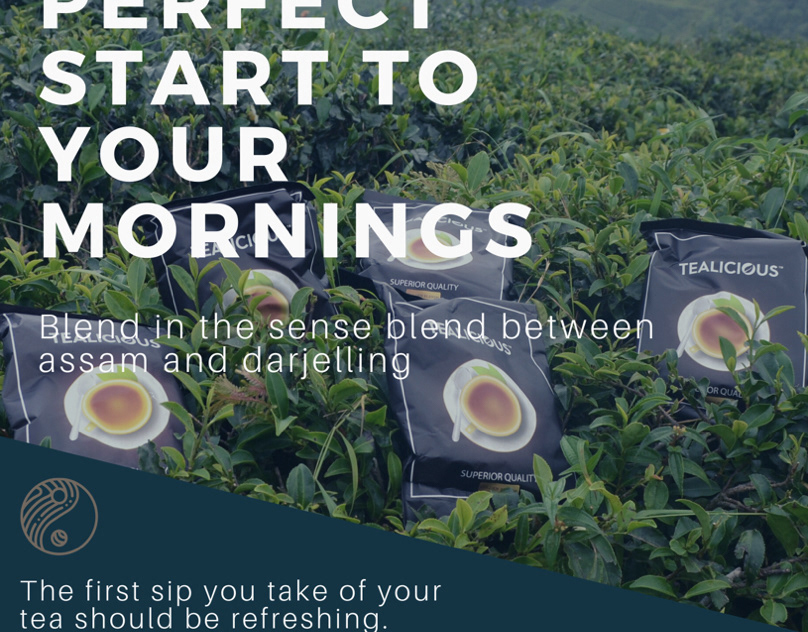 PERFECT
START TO
YOUR
MORNINGS
TEALICIOUS
TEALICIOUS™
SUPERIOR QUALITY
Blend in the sense blend between
assam and darjelling
TEALICIOUS
TEALICIOUS
SUPERIOR QUALITY
The first sip you take of your
tea should be refreshing.